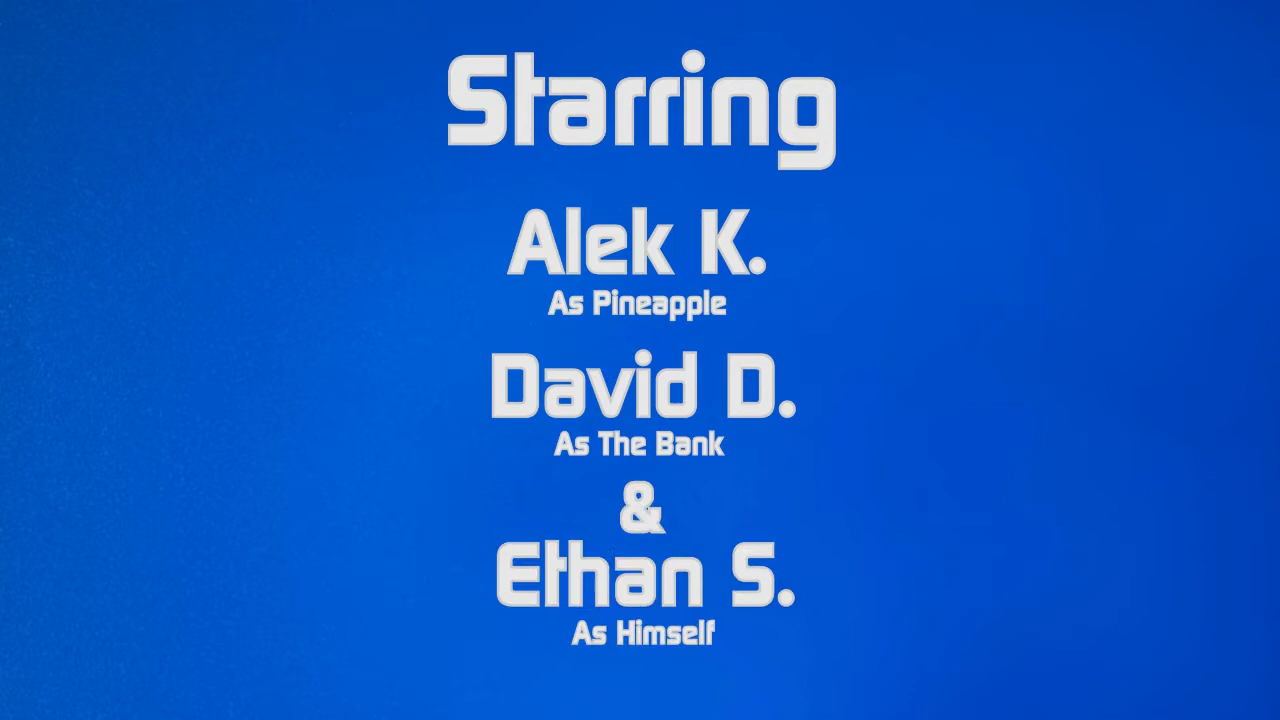 Starring
Alek K.
As Pineapple
David D.
As The Bank
&
Ethan S.
As Himself